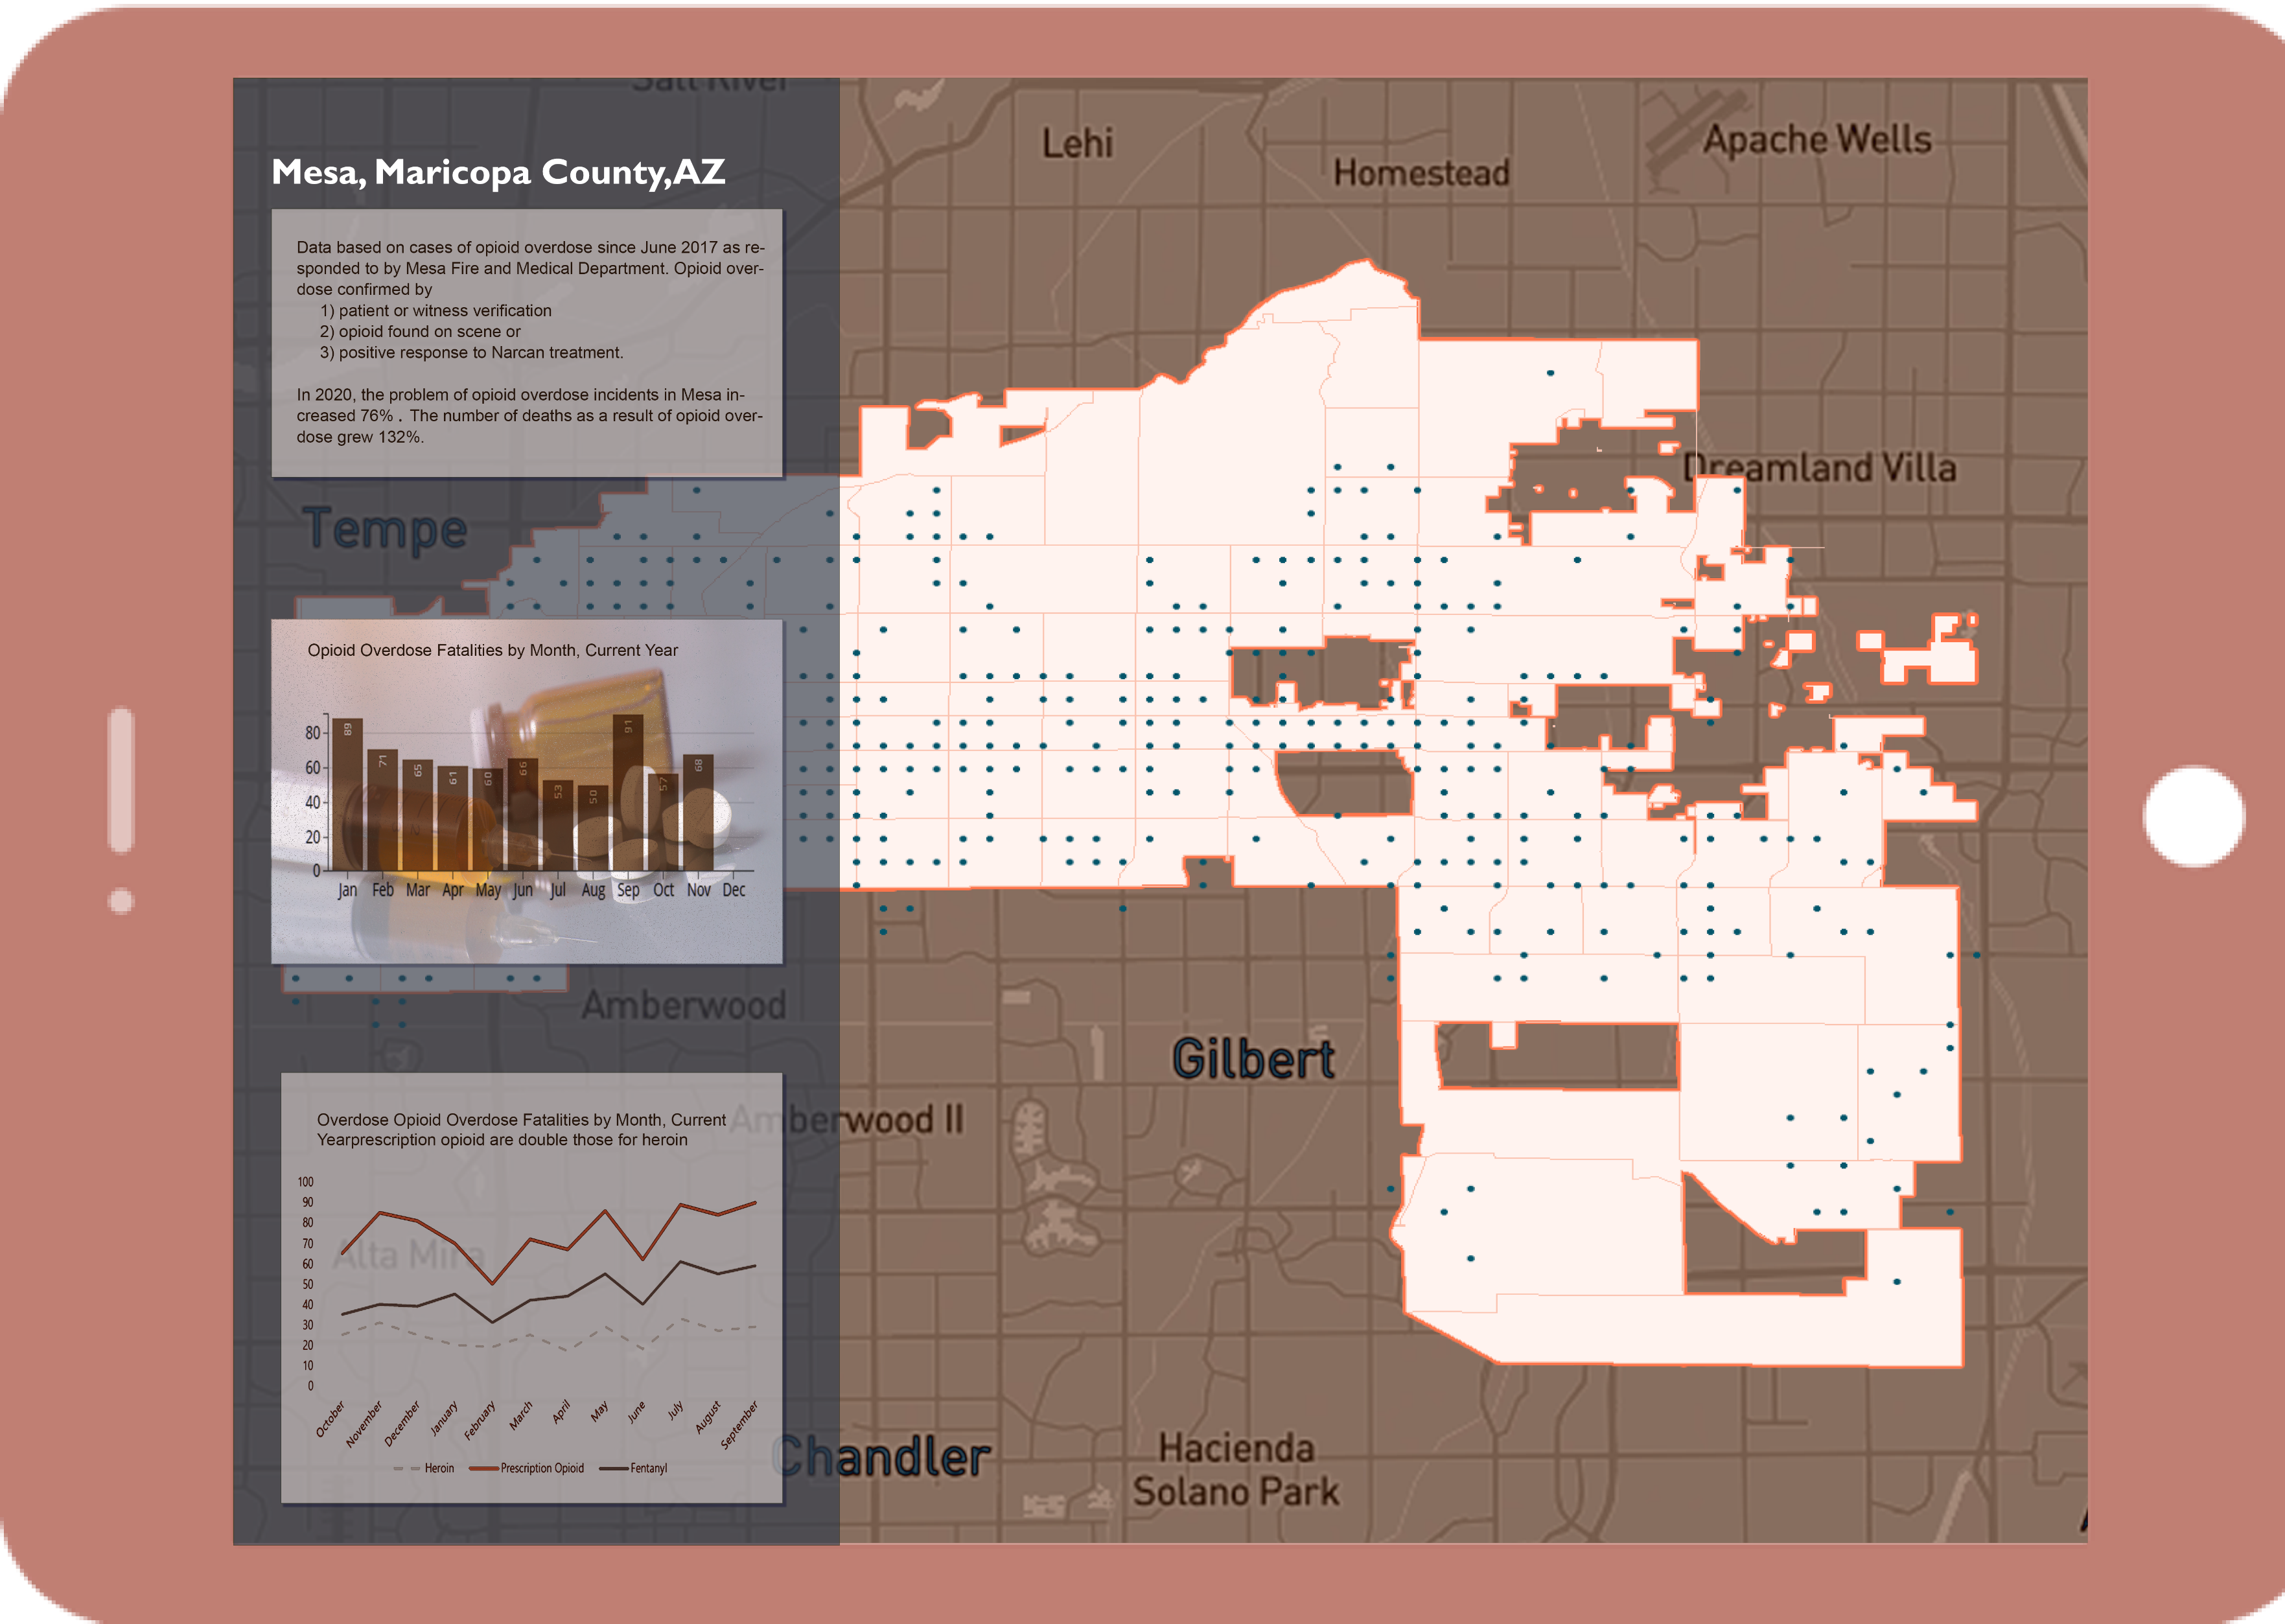 Salt River
Lehi
Homestead
Apache Wells
Dreamland Villa
Mesa, Maricopa County,AZ
Data based on cases of opioid overdose since June 2017 as re-
sponded to by Mesa Fire and Medical Department. Opioid over-
dose confirmed by
1) patient or witness verification
2) opioid found on scene or
3) positive response to Narcan treatment.
In 2020, the problem of opioid overdose incidents in Mesa in-
creased 76% . The number of deaths as a result of opioid over-
dose grew 132%.
Tempe
Opioid Overdose Fatalities by Month, Current Year
80
60
40
20
0
89
71
65
61
60
66
53
50
91
57
68
Jan Feb Mar Apr May Jun Jul Aug Sep Oct Nov Dec
Amberwood
Gilbert
Amberwood II
Overdose Opioid Overdose Fatalities by Month, Current
Yearprescription opioid are double those for heroin
100
90
80
70
60
50
40
30
20
10
0
Alta Mira
October November December January February March April May June July August September
Heroin Prescription Opioid Fentanyl
Chandler
Hacienda
Solano Park